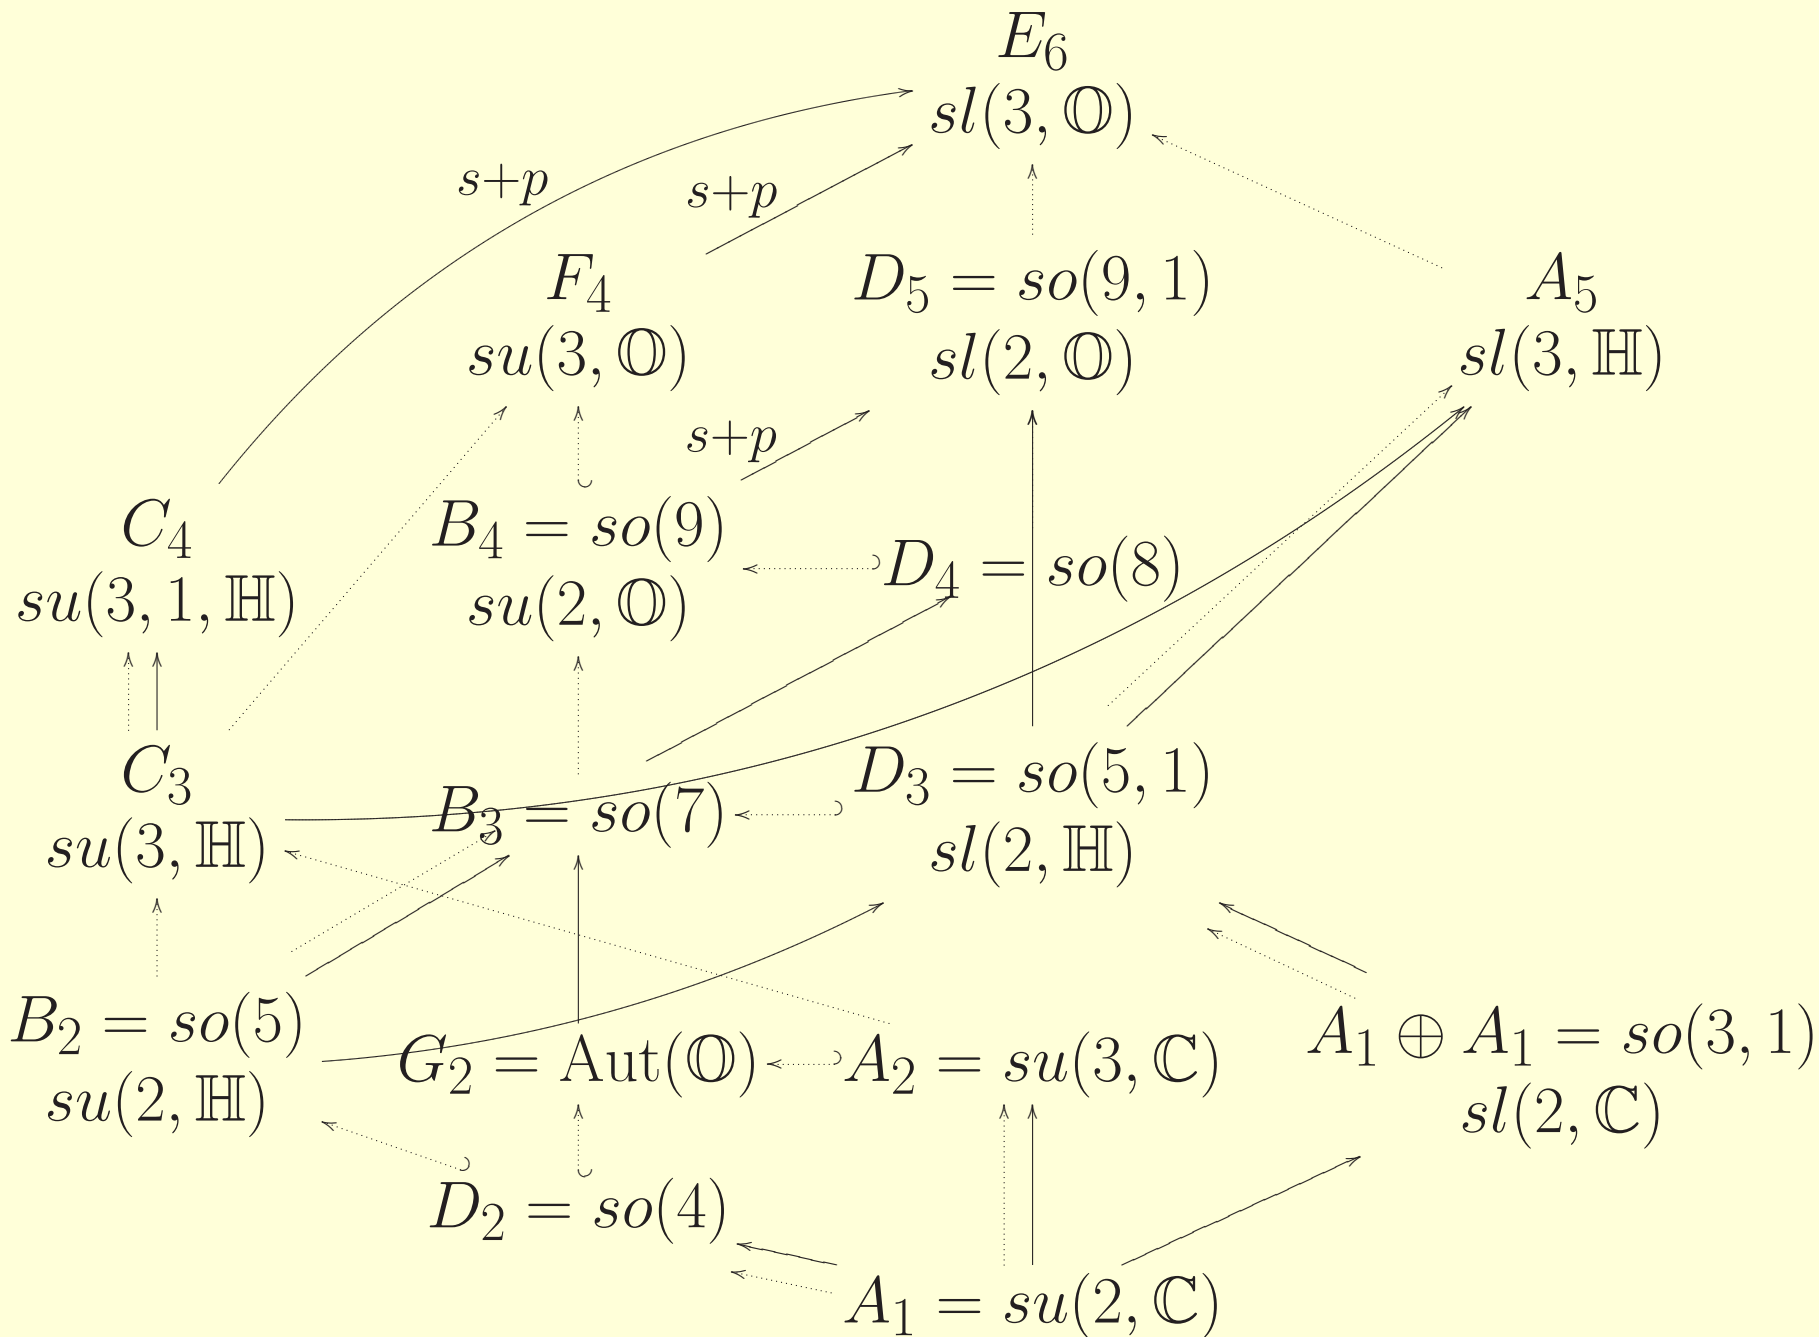 E₆
sl(3, 𝕆)
s+p
s+p
F₄
su(3, 𝕆)
D₅ = so(9, 1)
sl(2, 𝕆)
A₅
sl(3, ℍ)
s+p
C₄
su(3, 1, ℍ)
B₄ = so(9)
su(2, 𝕆)
D₄ = so(8)
C₃
su(3, ℍ)
B₃ = so(7)
D₃ = so(5, 1)
sl(2, ℍ)
B₂ = so(5)
su(2, ℍ)
G₂ = Aut(𝕆)
A₂ = su(3, ℂ)
A₁ ⊕ A₁ = so(3, 1)
sl(2, ℂ)
D₂ = so(4)
A₁ = su(2, ℂ)